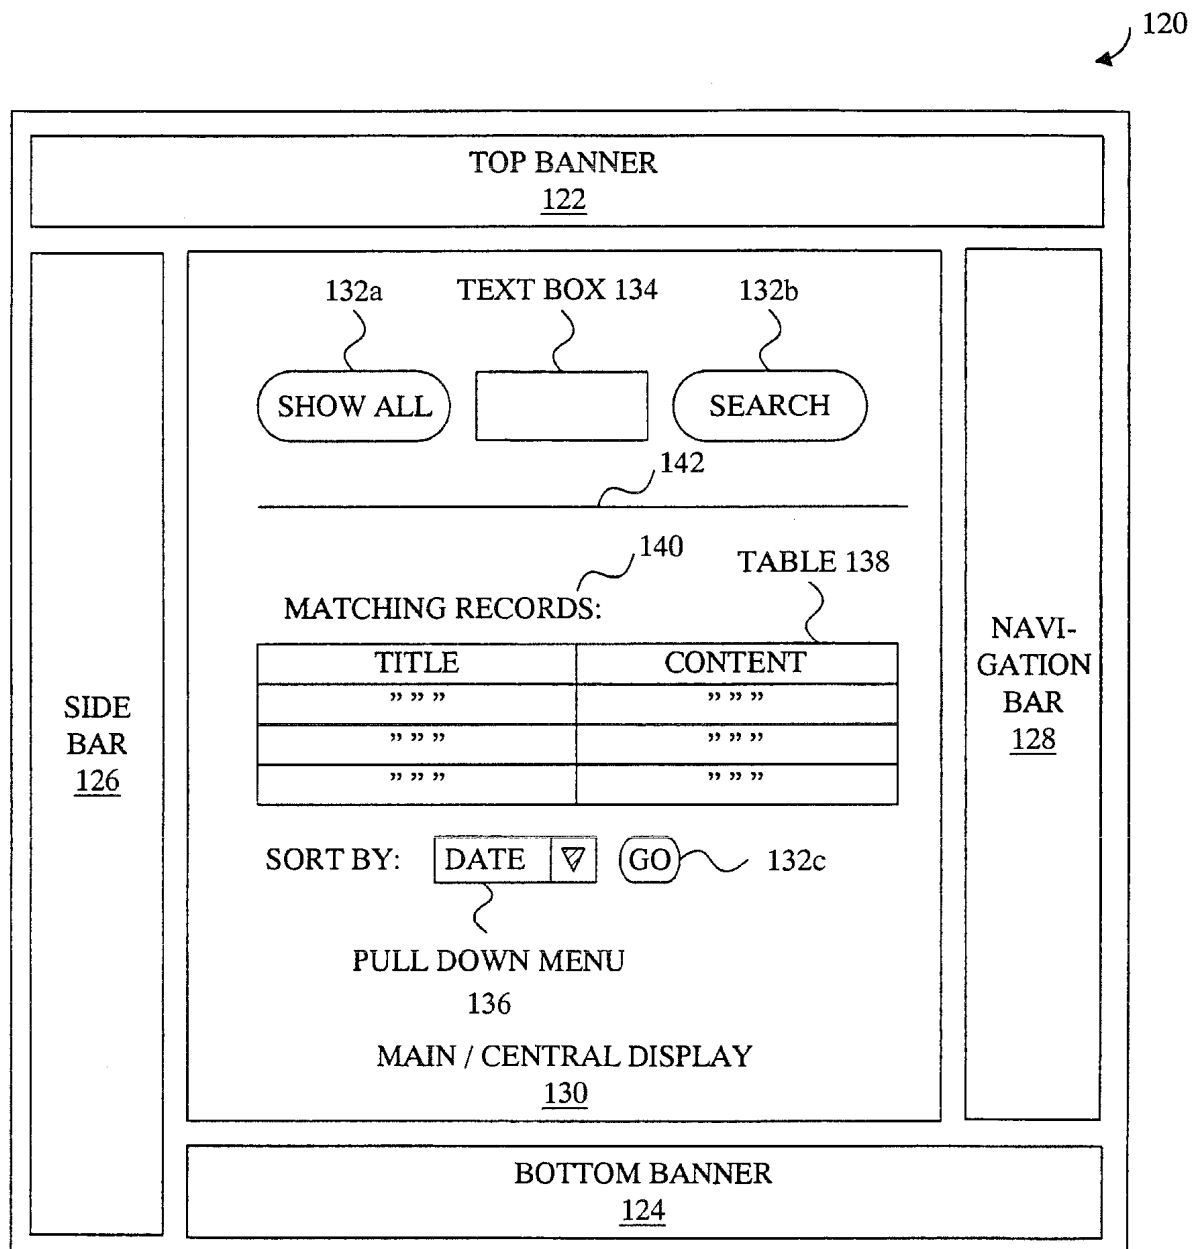 120
TOP BANNER
122
132a TEXT BOX 134 132b
SHOW ALL SEARCH
142
140
TABLE 138
MATCHING RECORDS:
TITLE CONTENT
” ” ” ” ” ”
” ” ” ” ” ”
” ” ” ” ” ”
SORT BY: DATE GO 132c
PULL DOWN MENU
136
MAIN / CENTRAL DISPLAY
130
SIDE
BAR
126
NAVI-
GATION
BAR
128
BOTTOM BANNER
124